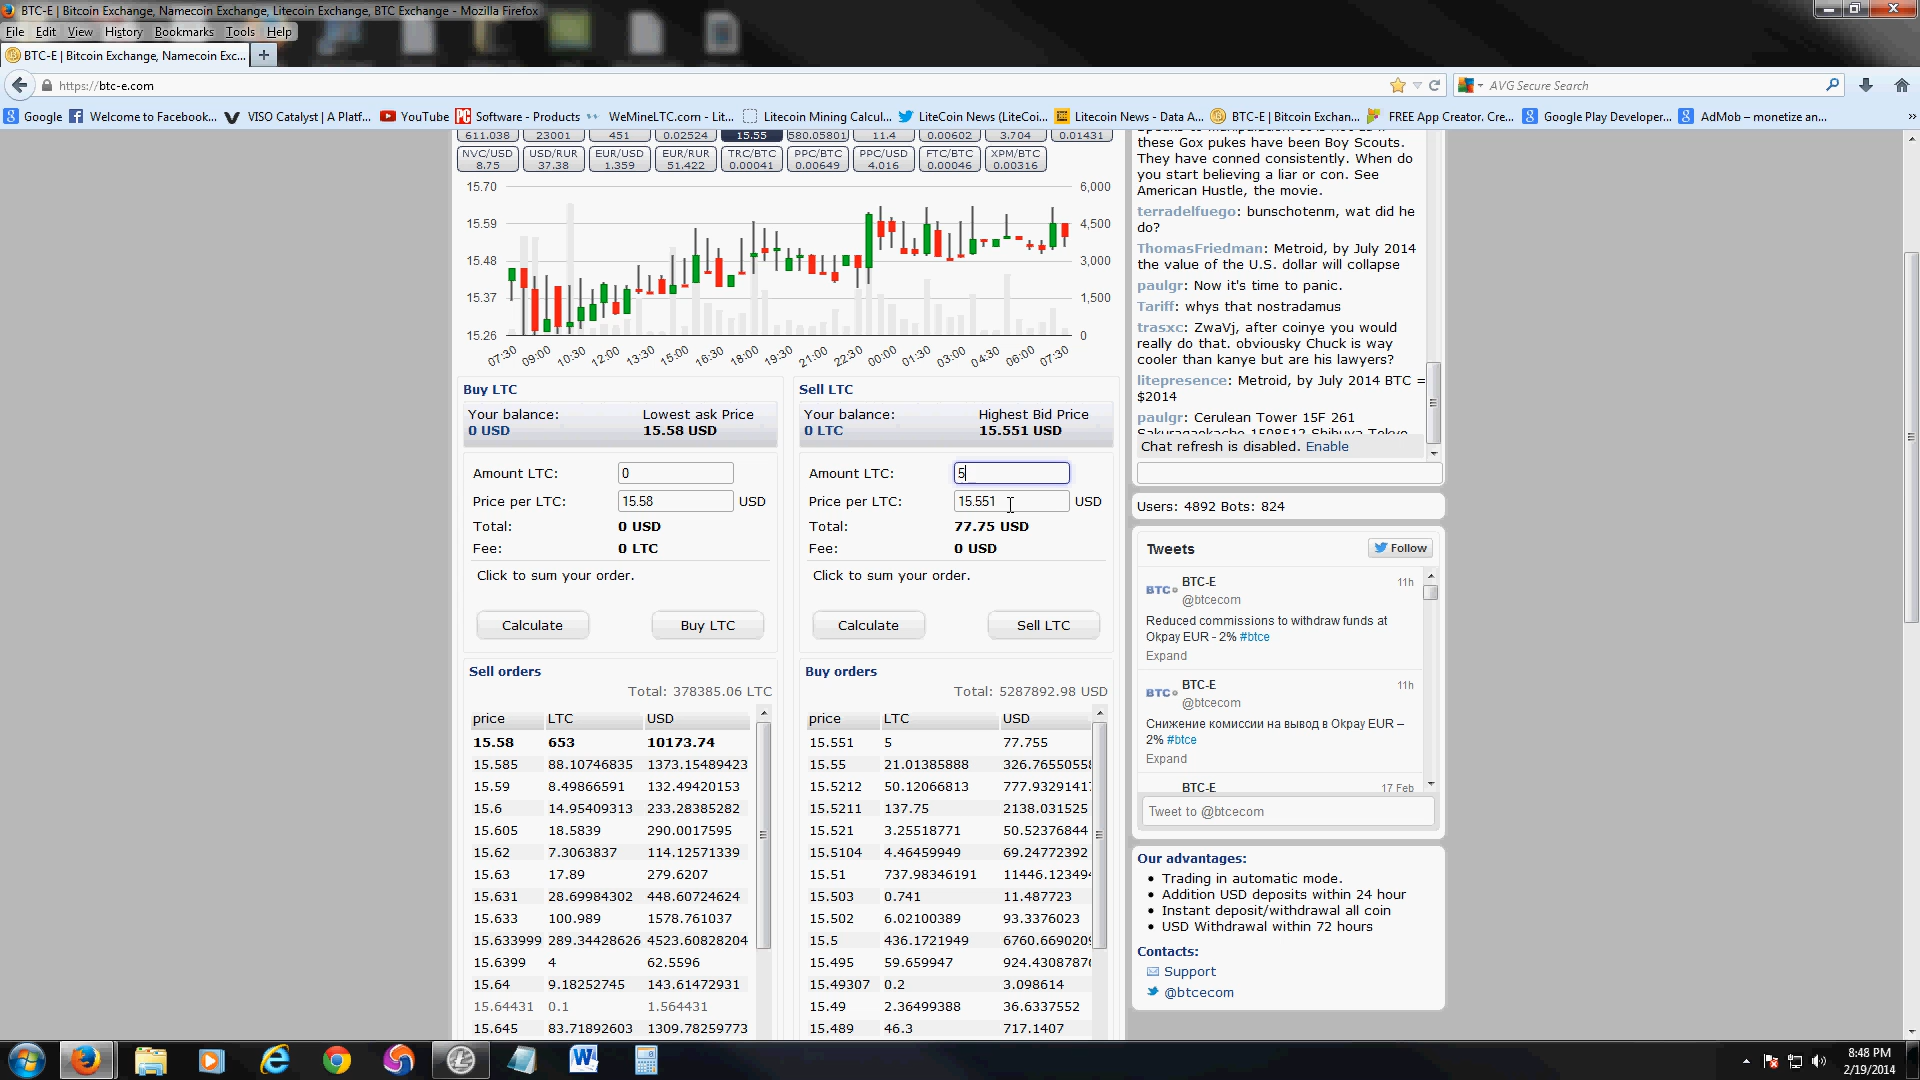 BTC-E | Bitcoin Exchange, Namecoin Exchange, Litecoin Exchange, BTC Exchange - Mozilla Firefox
File Edit View History Bookmarks Tools Help
BTC-E | Bitcoin Exchange, Namecoin Exc...
https://btc-e.com
AVG Secure Search
Google Welcome to Facebook... VISO Catalyst | A Platf... YouTube Software - Products WeMineLTC.com - Lit... Litecoin Mining Calcul... LiteCoin News (LiteCoi... Litecoin News - Data A... BTC-E | Bitcoin Exchan... FREE App Creator. Cre... Google Play Developer... AdMob – monetize an... »
611.038 23001 451 0.02524 15.55 580.05801 11.4 0.00602 3.704 0.01431
NVC/USD USD/RUR EUR/USD EUR/RUR TRC/BTC PPC/BTC PPC/USD FTC/BTC XPM/BTC
8.75 37.38 1.359 51.422 0.00041 0.00649 4.016 0.00046 0.00316
15.70 6,000
15.59 4,500
15.48 3,000
15.37 1,500
15.26 0
07:30 09:00 10:30 12:00 13:30 15:00 16:30 18:00 19:30 21:00 22:30 00:00 01:30 03:00 04:30 06:00 07:30
Buy LTC
Your balance: Lowest ask Price
0 USD 15.58 USD
Amount LTC: 0
Price per LTC: 15.58 USD
Total: 0 USD
Fee: 0 LTC
Click to sum your order.
Calculate Buy LTC
Sell LTC
Your balance: Highest Bid Price
0 LTC 15.551 USD
Amount LTC: 5
Price per LTC: 15.551 USD
Total: 77.75 USD
Fee: 0 USD
Click to sum your order.
Calculate Sell LTC
Sell orders
Total: 378385.06 LTC
price LTC USD
15.58 653 10173.74
15.585 88.10746835 1373.15489423
15.59 8.49866591 132.49420153
15.6 14.95409313 233.28385282
15.605 18.5839 290.0017595
15.62 7.3063837 114.12571339
15.63 17.89 279.6207
15.631 28.69984302 448.60724624
15.633 100.989 1578.761037
15.633999 289.34428626 4523.60828204
15.6399 4 62.5596
15.64 9.18252745 143.61472931
15.64431 0.1 1.564431
15.645 83.71892603 1309.78259773
Buy orders
Total: 5287892.98 USD
price LTC USD
15.551 5 77.755
15.55 21.01385888 326.7655055
15.5212 50.12066813 777.9329141
15.5211 137.75 2138.031525
15.521 3.25518771 50.52376844
15.5104 4.46459949 69.24772392
15.51 737.98346191 11446.12349
15.503 0.741 11.487723
15.502 6.02100389 93.3376023
15.5 436.1721949 6760.669020
15.495 59.659947 924.4308787
15.49307 0.2 3.098614
15.49 2.36499388 36.6337552
15.489 46.3 717.1407
these Gox pukes have been Boy Scouts.
They have conned consistently. When do
you start believing a liar or con. See
American Hustle, the movie.
terradelfuego: bunschotenm, wat did he
do?
ThomasFriedman: Metroid, by July 2014
the value of the U.S. dollar will collapse
paulgr: Now it's time to panic.
Tariff: whys that nostradamus
trasxc: ZwaVj, after coinye you would
really do that. obviousky Chuck is way
cooler than kanye but are his lawyers?
litepresence: Metroid, by July 2014 BTC =
$2014
paulgr: Cerulean Tower 15F 261
Chat refresh is disabled. Enable
Users: 4892 Bots: 824
Tweets Follow
BTC-E 11h
@btcecom
Reduced commissions to withdraw funds at
Okpay EUR - 2% #btce
Expand
BTC-E 11h
@btcecom
Снижение комиссии на вывод в Okpay EUR –
2% #btce
Expand
BTC-E 17 Feb
Tweet to @btcecom
Our advantages:
Trading in automatic mode.
Addition USD deposits within 24 hour
Instant deposit/withdrawal all coin
USD Withdrawal within 72 hours
Contacts:
Support
@btcecom
8:48 PM
2/19/2014